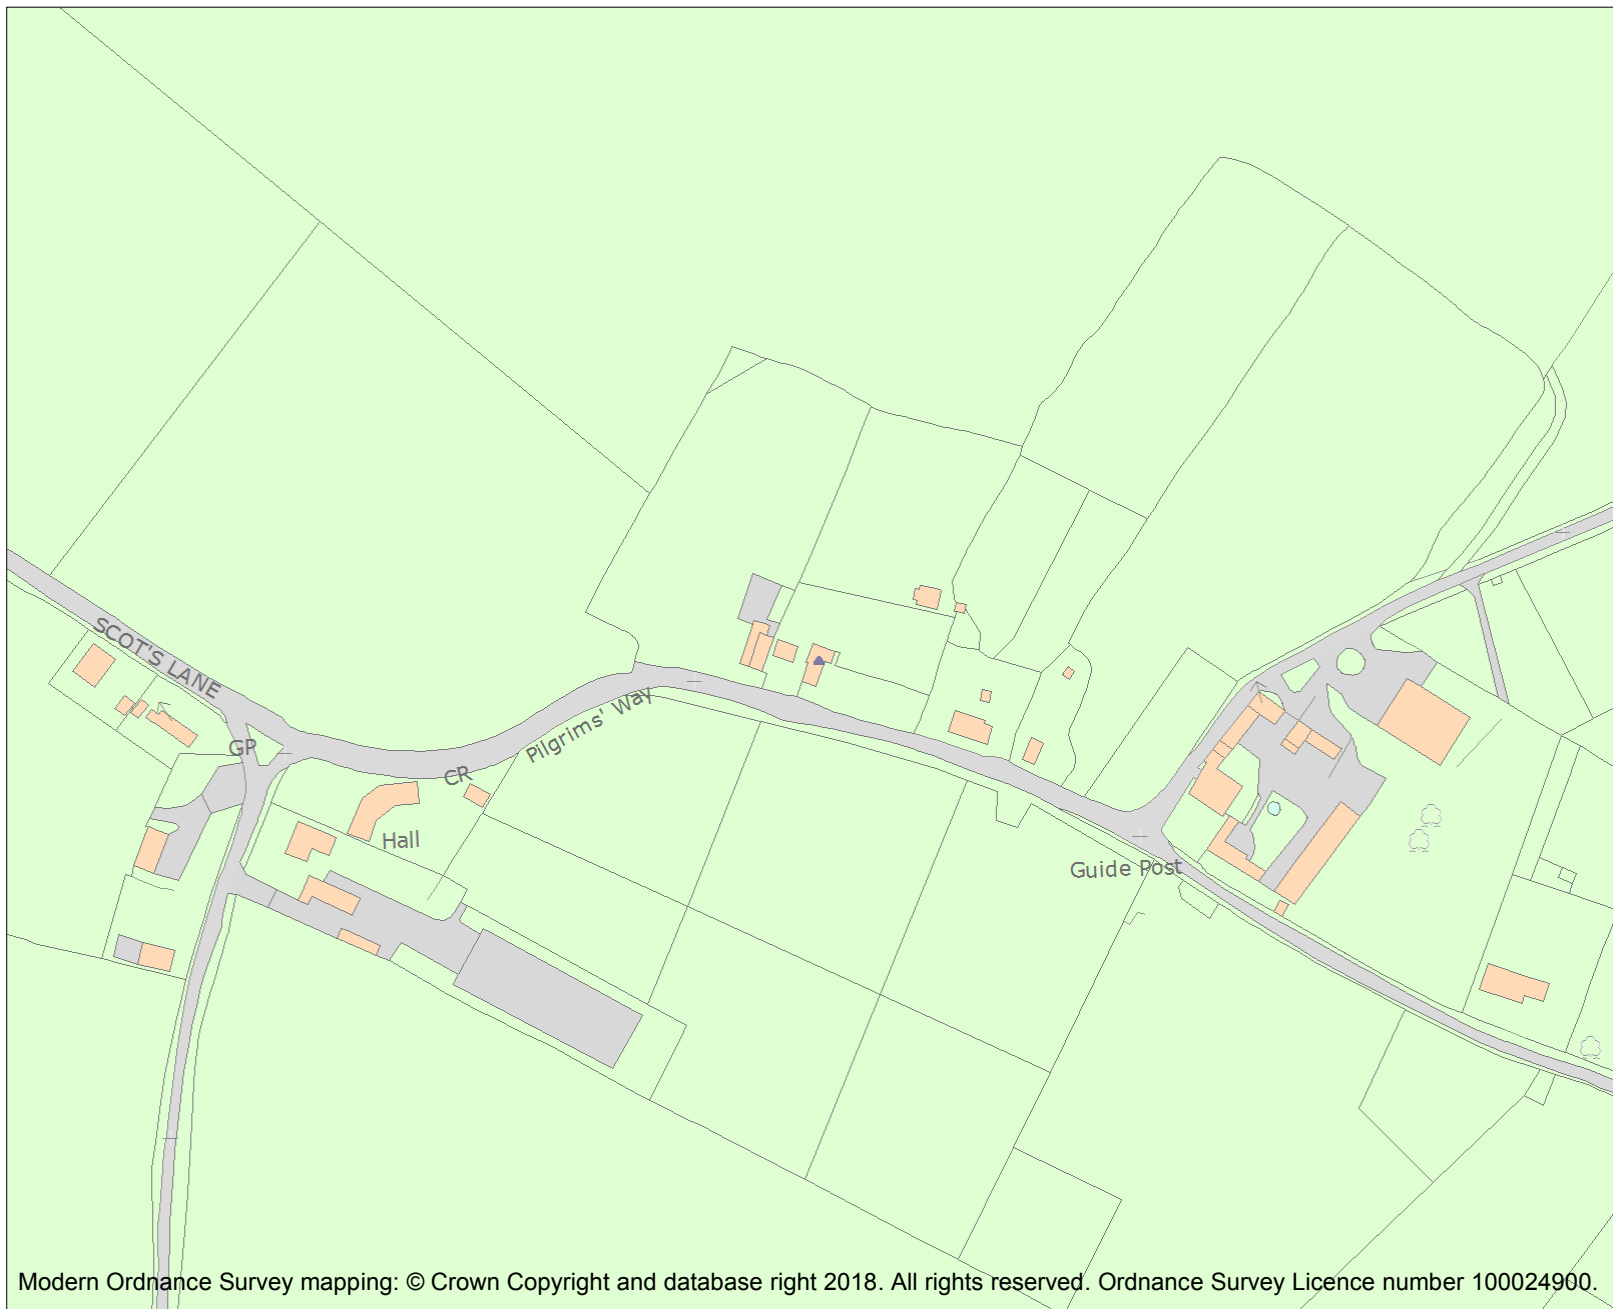 SCOT'S LANE
Pilgrims' Way
GP
CR
Hall
Guide Post
Modern Ordnance Survey mapping: © Crown Copyright and database right 2018. All rights reserved. Ordnance Survey Licence number 100024900.